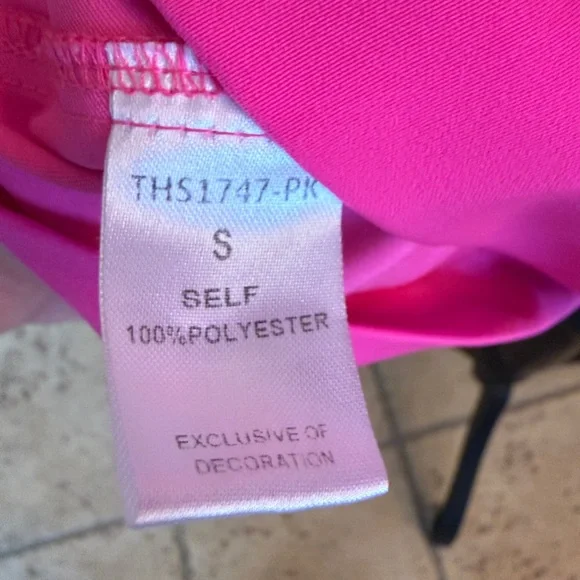 THS1747-PK
S
SELF
100%POLYESTER
EXCLUSIVE OF
DECORATION